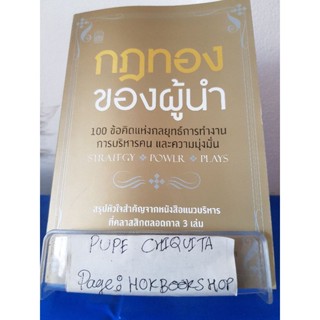 กฎทอง
ของผู้นำ
100 ข้อคิดแห่งกลยุทธ์การทำงาน
การบริหารคน และความมุ่งมั่น
STRATEGY ✦ POWER ✦ PLAYS
สรุปหัวใจสำคัญจากหนังสือแนวบริหาร
ที่คลาสสิกตลอดกาล 3 เล่ม
PUPE CHIQUITA
Page: HOKBOOKSHOP